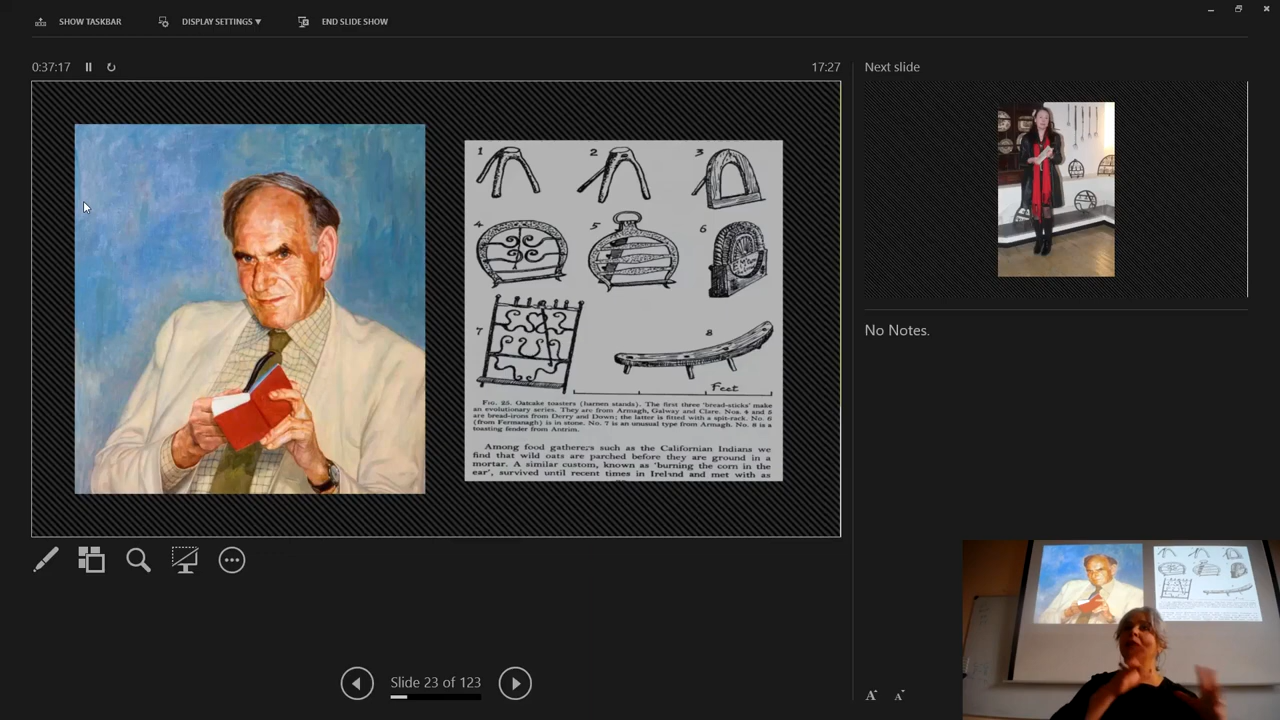 SHOW TASKBAR
DISPLAY SETTINGS ▼
END SLIDE SHOW
0:37:17
17:27
Next slide
1
2
3
4
5
6
7
8
Feet
FIG. 25. Oatcake toasters (harnen stands). The first three 'bread-sticks' make
an evolutionary series. They are from Armagh, Galway and Clare. Nos. 4 and 5
are bread-irons from Derry and Down; the latter is fitted with a spit-rack. No. 6
(from Fermanagh) is in stone. No. 7 is an unusual type from Armagh. No. 8 is a
toasting fender from Antrim.
Among food gatherers such as the Californian Indians we
find that wild oats are parched before they are ground in a
mortar. A similar custom, known as 'burning the corn in the
ear', survived until recent times in Ireland and met with as
No Notes.
Slide 23 of 123
A
A